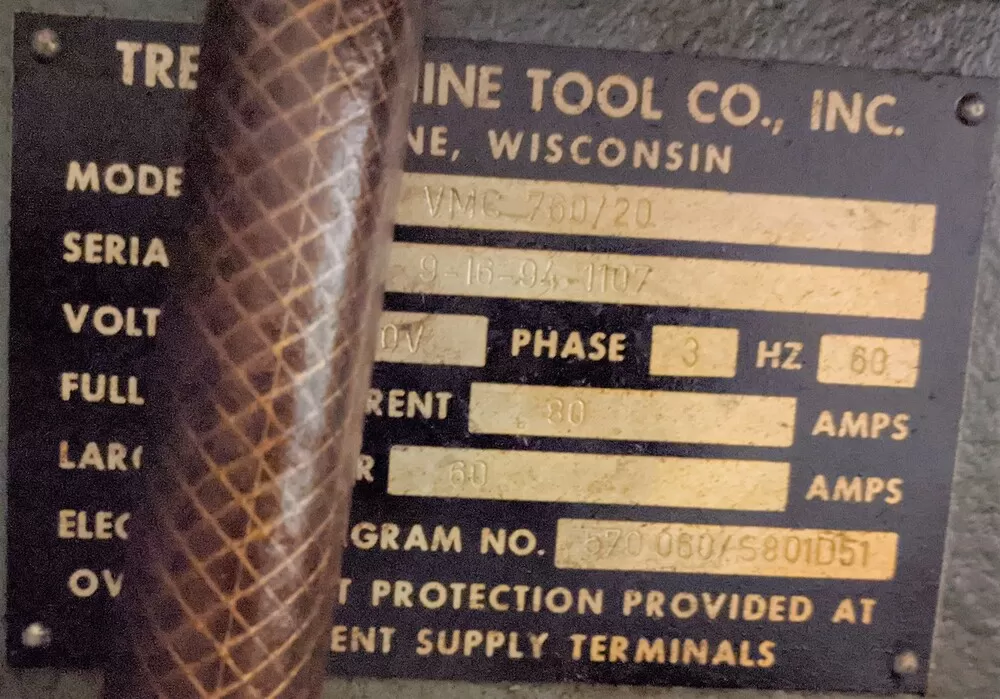 TRE INE TOOL CO., INC.
NE, WISCONSIN
MODE VMC 760/20
SERIA 9-16-94-1107
VOLT 0V PHASE 3 HZ 60
FULL RENT 80 AMPS
LAR R 60 AMPS
ELEC GRAM NO. 570 060/S801D51
OV T PROTECTION PROVIDED AT
ENT SUPPLY TERMINALS